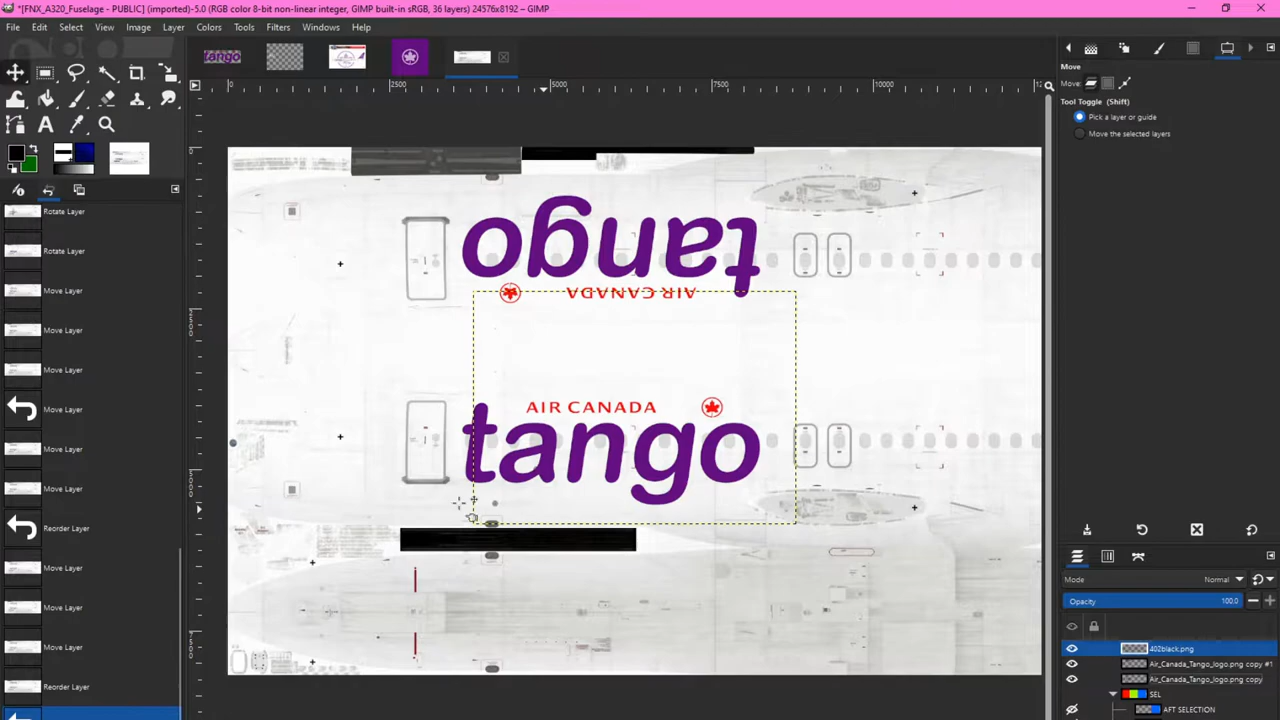 *[FNX_A320_Fuselage - PUBLIC] (imported)-5.0 (RGB color 8-bit non-linear integer, GIMP built-in sRGB, 36 layers) 24576x8192 – GIMP
File Edit Select View Image Layer Colors Tools Filters Windows Help
tango
0 2500 5000 7500 10000
Move
Move:
Tool Toggle (Shift)
Pick a layer or guide
Move the selected layers
Rotate Layer
Rotate Layer
Move Layer
Move Layer
Move Layer
Move Layer
Move Layer
Move Layer
Reorder Layer
Move Layer
Move Layer
Move Layer
Reorder Layer
tango
AIR CANADA
AIR CANADA
tango
Mode Normal
Opacity 100.0
402black.png
Air_Canada_Tango_logo.png copy #1
Air_Canada_Tango_logo.png copy
SEL
AFT SELECTION